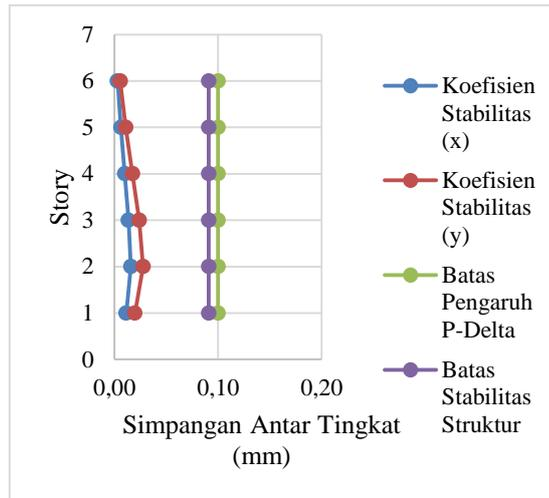 7
6
5
4
3
2
1
0
Story
0,00 0,10 0,20
Simpangan Antar Tingkat
(mm)
Koefisien
Stabilitas
(x)
Koefisien
Stabilitas
(y)
Batas
Pengaruh
P-Delta
Batas
Stabilitas
Struktur